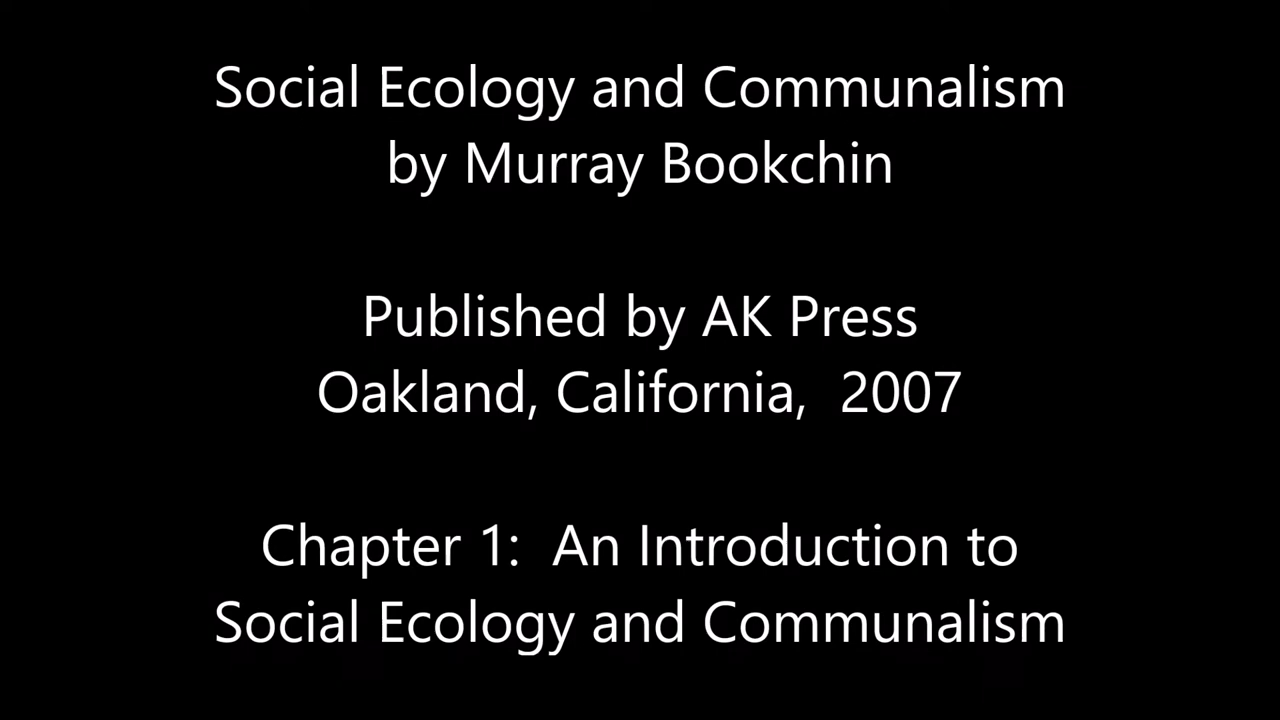 Social Ecology and Communalism
by Murray Bookchin
Published by AK Press
Oakland, California,  2007
Chapter 1:  An Introduction to
Social Ecology and Communalism